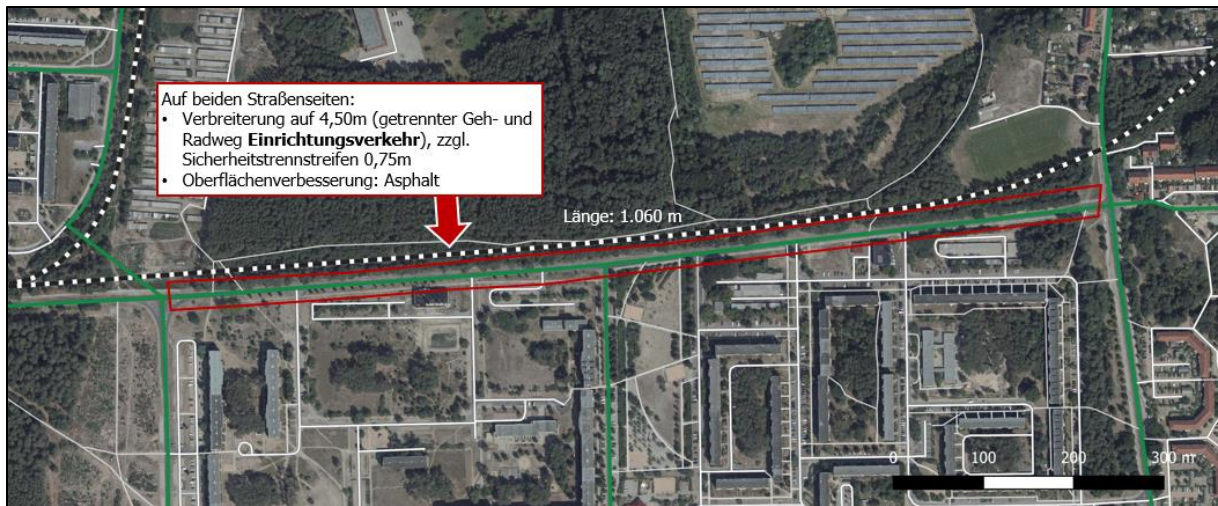 Auf beiden Straßenseiten:
• Verbreiterung auf 4,50m (getrennter Geh- und
Radweg Einrichtungsverkehr), zzgl.
Sicherheitstrennstreifen 0,75m
• Oberflächenverbesserung: Asphalt
Länge: 1.060 m
0 100 200 300 m